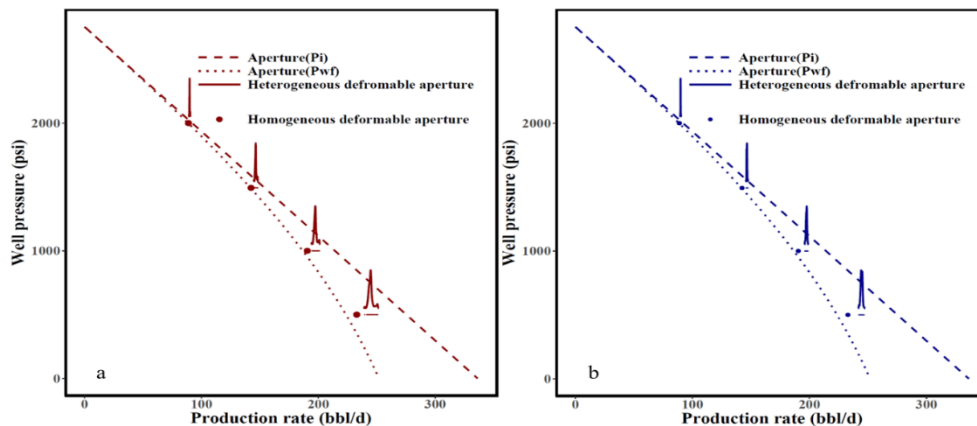 Aperture(Pi)
Aperture(Pwf)
Heterogeneous defromable aperture
Homogeneous deformable aperture
Well pressure (psi)
2000
1000
0
a
0
100
200
300
Production rate (bbl/d)
Aperture(Pi)
Aperture(Pwf)
Heterogeneous deformable aperture
Homogeneous deformable aperture
Well pressure (psi)
2000
1000
0
b
0
100
200
300
Production rate (bbl/d)